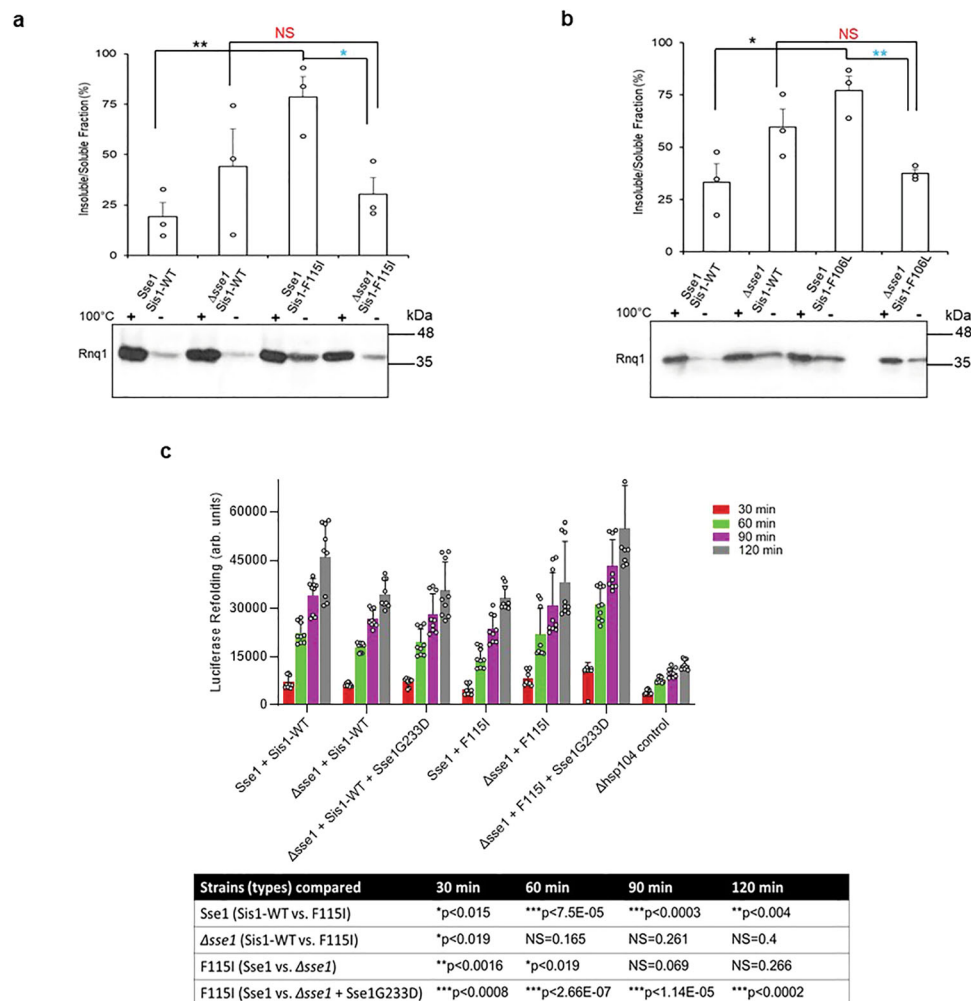 a
NS
**
*
100
75
50
25
0
Insoluble/Soluble Fraction (%)
Sse1 Sis1-WT
Δsse1 Sis1-WT
Sse1 Sis1-F115I
Δsse1 Sis1-F115I
100°C + - + - + - + - kDa
48
Rnq1
35
b
NS
*
**
100
75
50
25
0
Insoluble/Soluble Fraction (%)
Sse1 Sis1-WT
Δsse1 Sis1-WT
Sse1 Sis1-F106L
Δsse1 Sis1-F106L
100°C + - + - + - + - kDa
48
Rnq1
35
c
Luciferase Refolding (arb. units)
60000
45000
30000
15000
0
30 min
60 min
90 min
120 min
Sse1 + Sis1-WT
Δsse1 + Sis1-WT
Δsse1 + Sis1-WT + Sse1G233D
Sse1 + F115I
Δsse1 + F115I
Δsse1 + F115I + Sse1G233D
Δhsp104 control
Strains (types) compared 30 min 60 min 90 min 120 min
Sse1 (Sis1-WT vs. F115I) *p<0.015 ***p<7.5E-05 ***p<0.0003 **p<0.004
Δsse1 (Sis1-WT vs. F115I) *p<0.019 NS=0.165 NS=0.261 NS=0.4
F115I (Sse1 vs. Δsse1) **p<0.0016 *p<0.019 NS=0.069 NS=0.266
F115I (Sse1 vs. Δsse1 + Sse1G233D) ***p<0.0008 ***p<2.66E-07 ***p<1.14E-05 ***p<0.0002